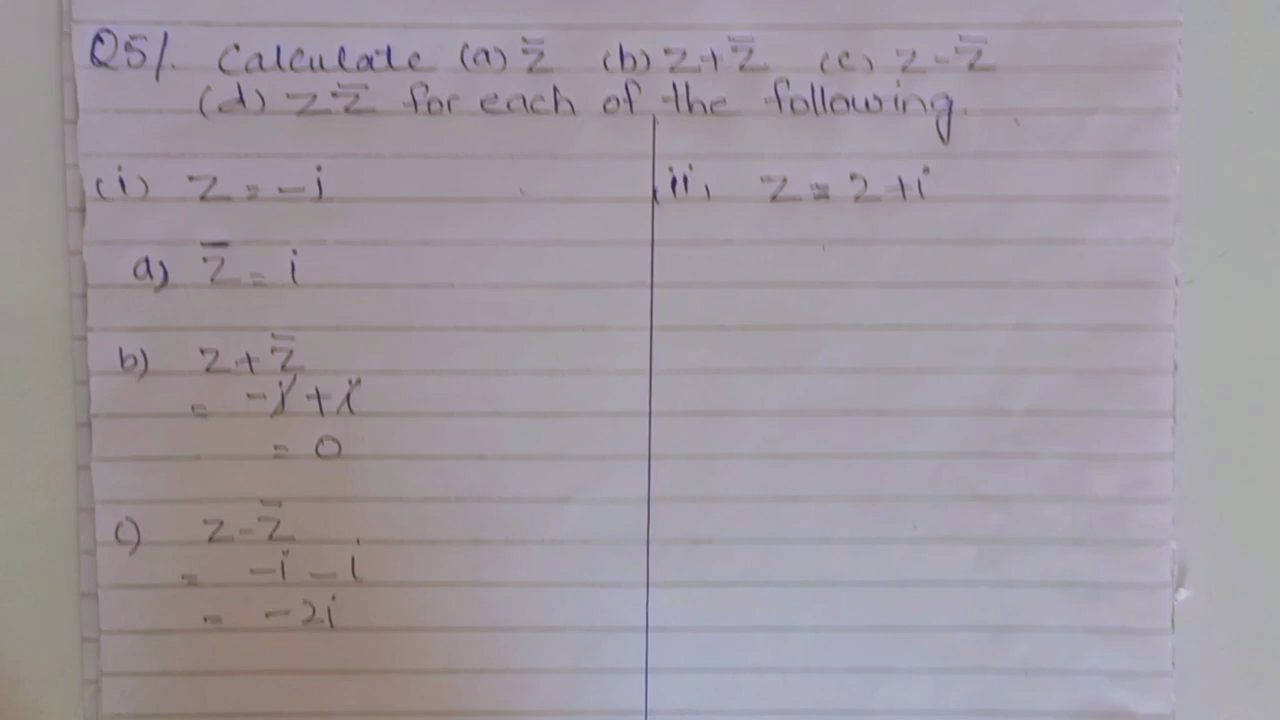 Q5/. Calculate (a) z̄ (b) z+z̄ (c) z-z̄
(d) zz̄ for each of the following.
(i) z = -i
a) z̄ = i
b) z+z̄
= -i+i
= 0
c) z-z̄
= -i-i
= -2i
ii, z = 2+i